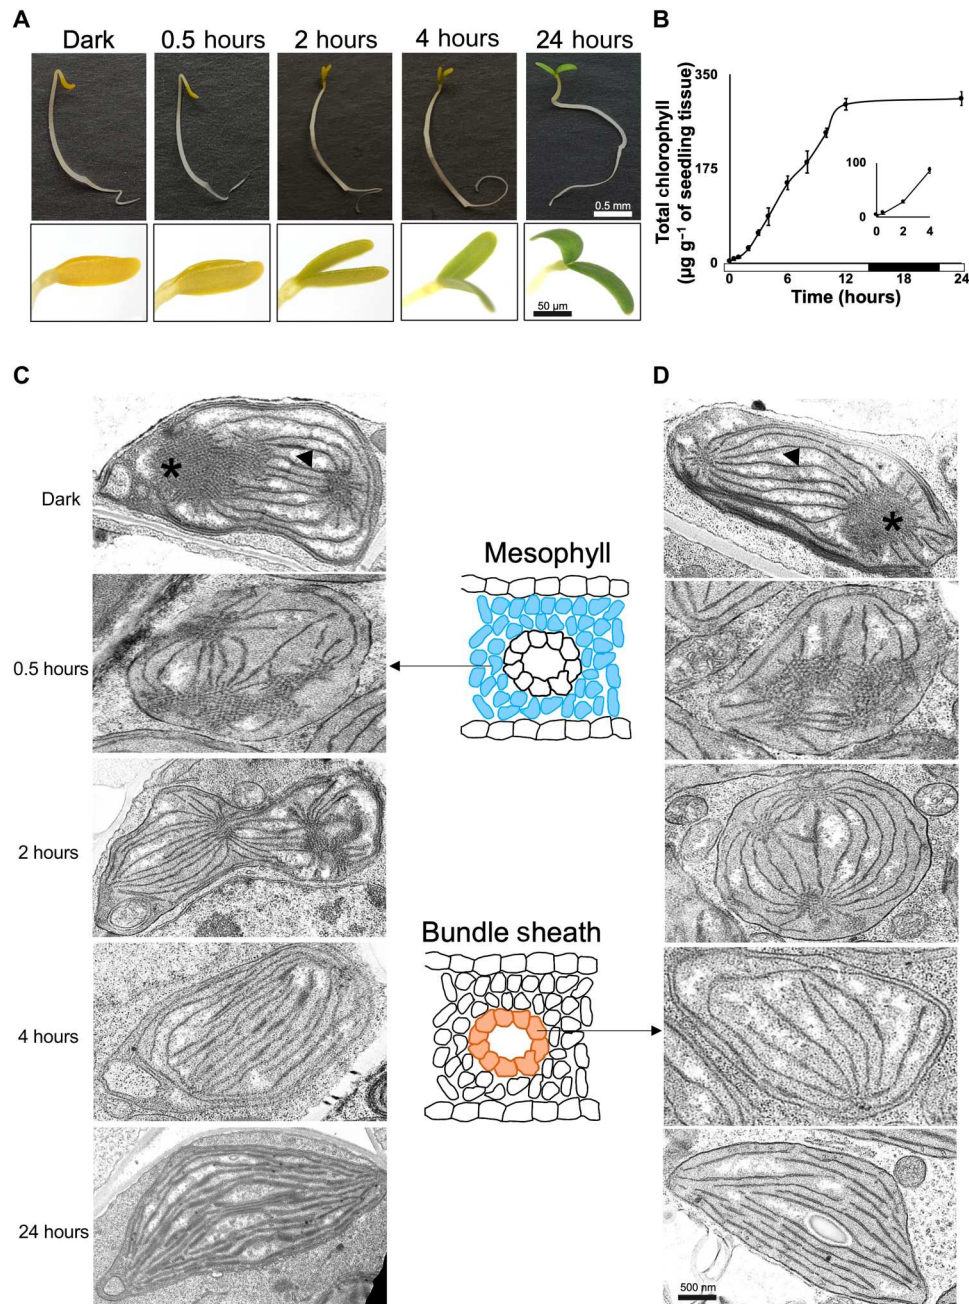 A
Dark
0.5 hours
2 hours
4 hours
24 hours
0.5 mm
50 µm
B
Total chlorophyll
(µg g⁻¹ of seedling tissue)
350
175
0
100
0
0 2 4
0 6 12 18 24
Time (hours)
C
D
Dark
*
*
Mesophyll
0.5 hours
2 hours
Bundle sheath
4 hours
24 hours
500 nm